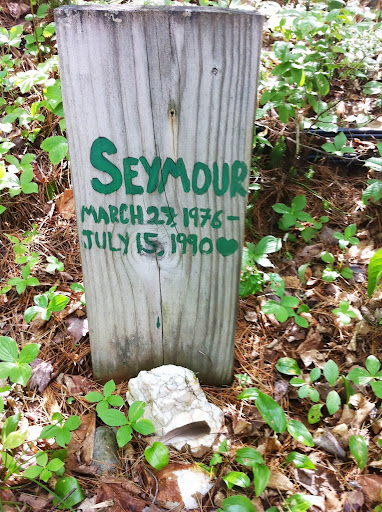 SEYMOUR
MARCH 27, 1976 -
JULY 15, 1990 ♥